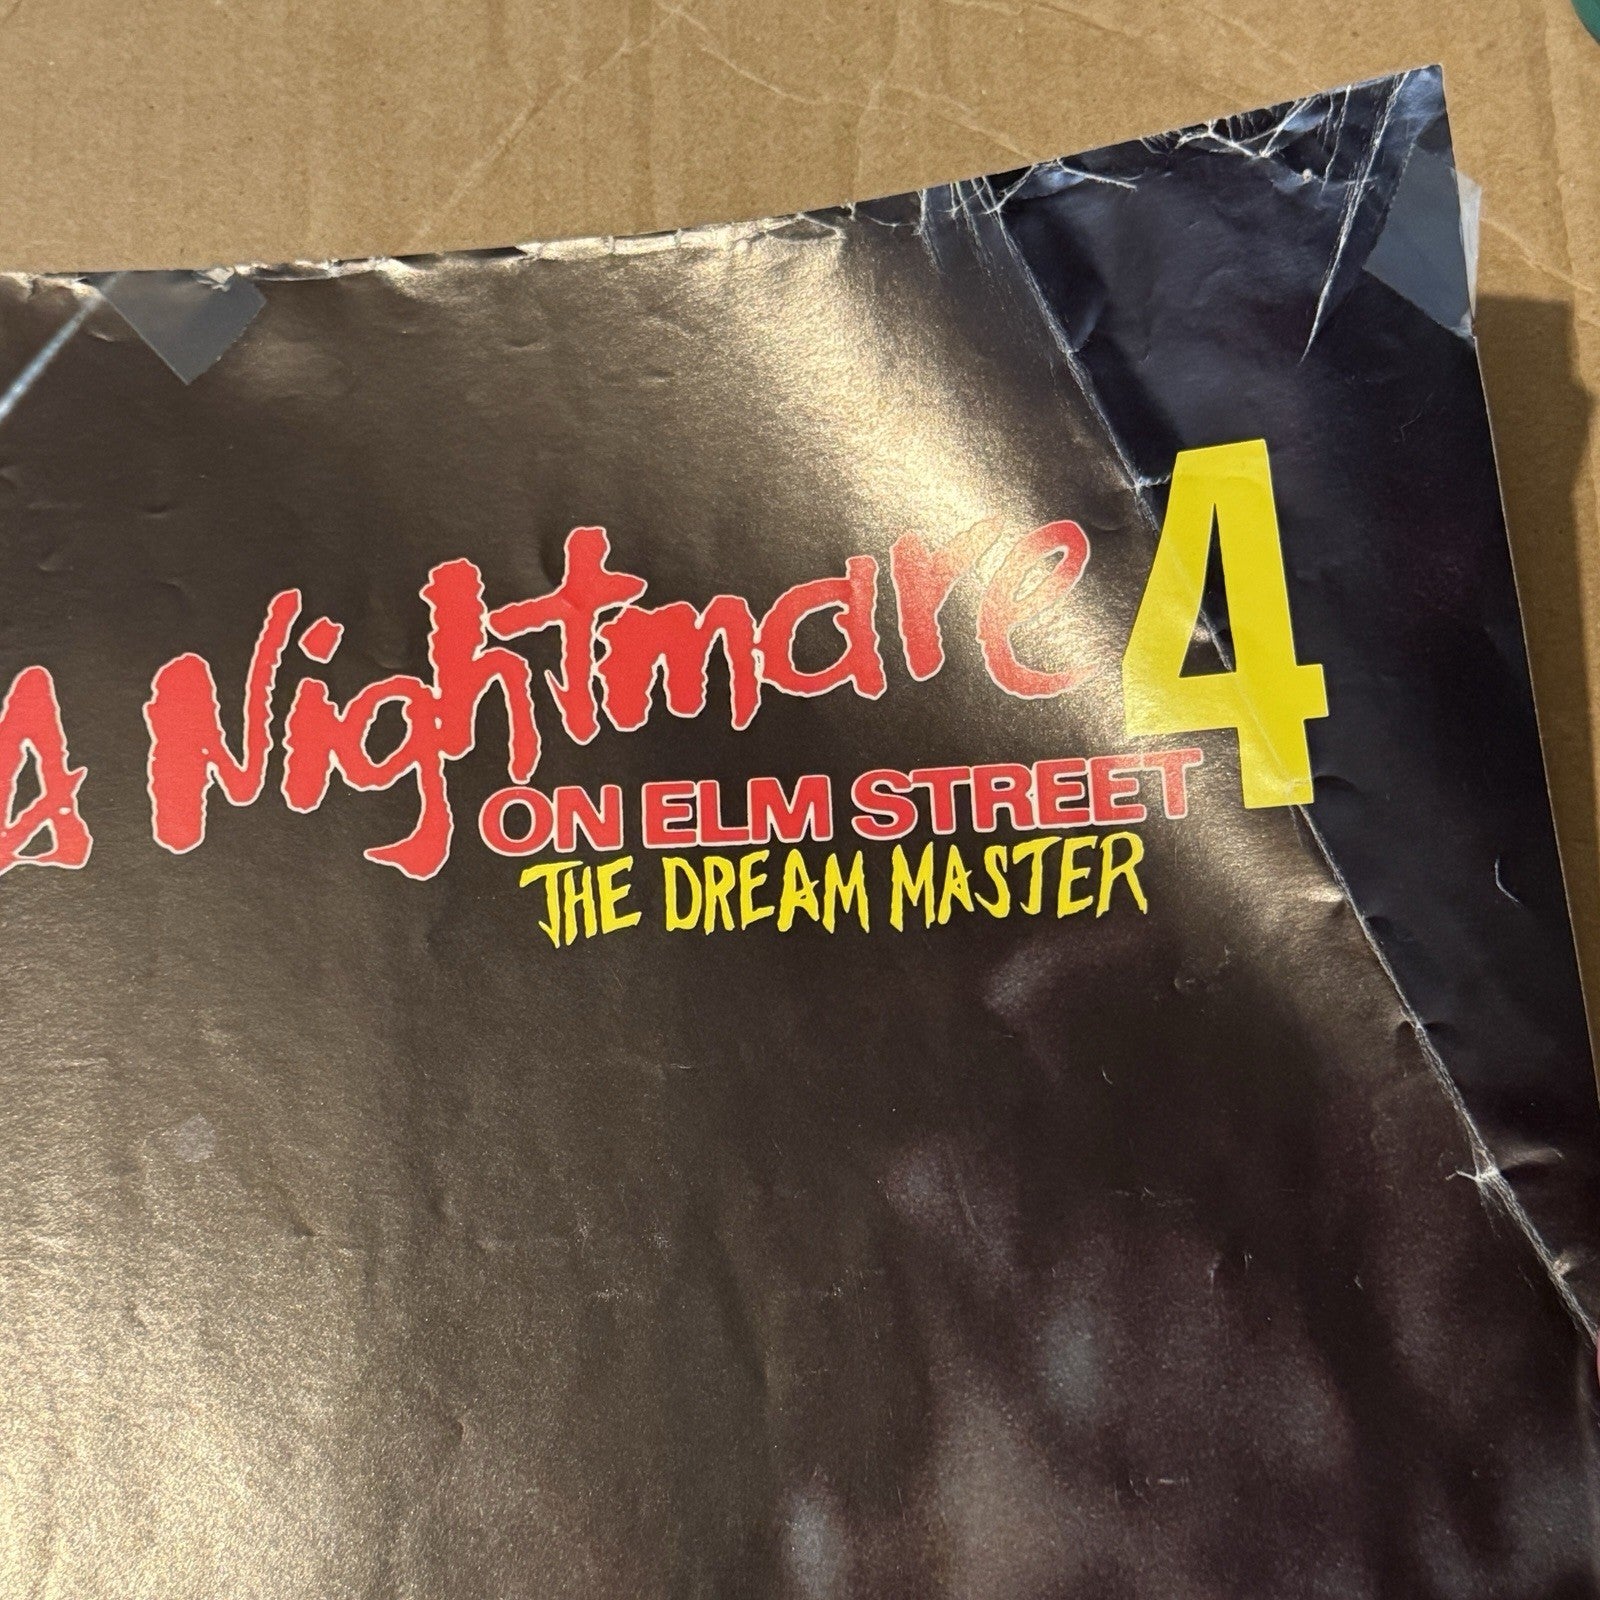 A Nightmare 4
ON ELM STREET
THE DREAM MASTER